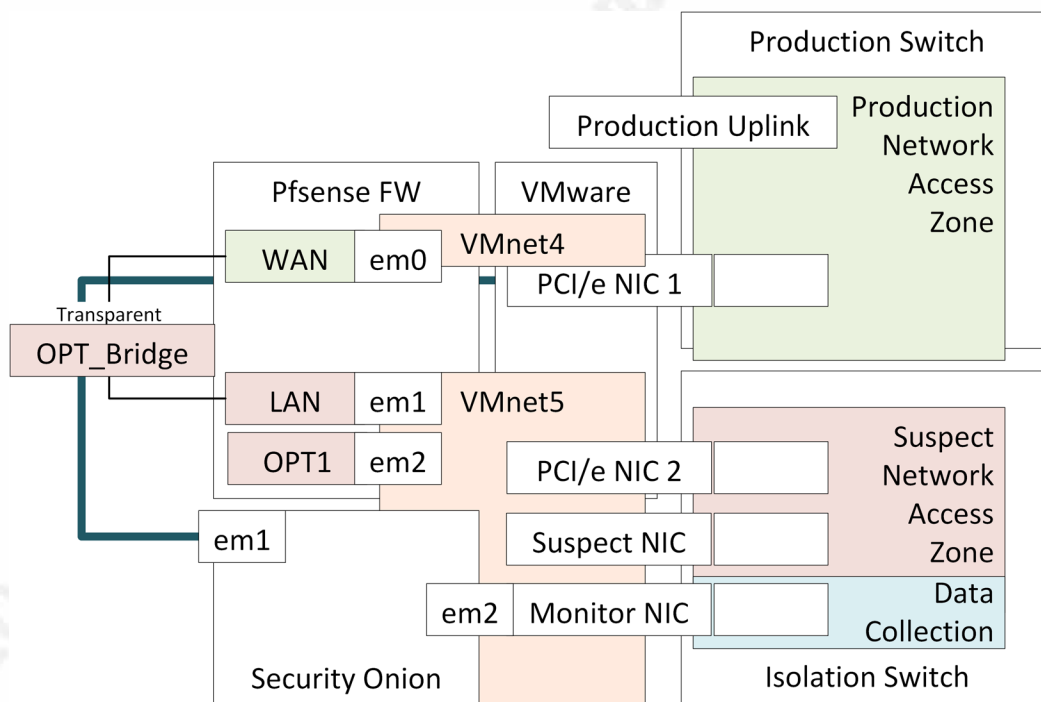 Production Switch
Production
Network
Access
Zone
Production Uplink
Pfsense FW
VMware
WAN
em0
VMnet4
PCI/e NIC 1
Transparent
OPT_Bridge
LAN
em1
VMnet5
OPT1
em2
PCI/e NIC 2
Suspect
Network
Access
Zone
em1
Suspect NIC
em2
Monitor NIC
Data
Collection
Security Onion
Isolation Switch